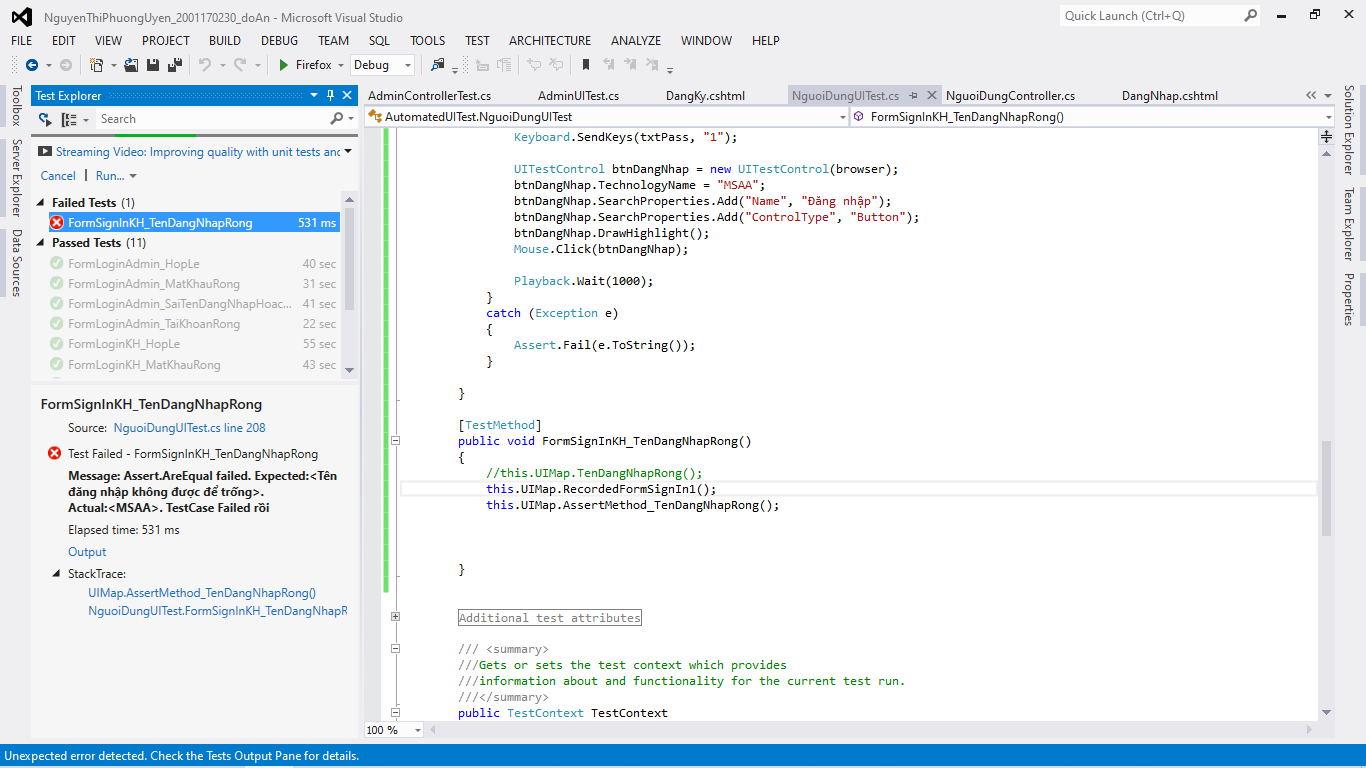 NguyenThiPhuongUyen_2001170230_doAn - Microsoft Visual Studio
Quick Launch (Ctrl+Q)
FILE EDIT VIEW PROJECT BUILD DEBUG TEAM SQL TOOLS TEST ARCHITECTURE ANALYZE WINDOW HELP
Firefox Debug
Toolbox
Server Explorer
Data Sources
Test Explorer
Search
Streaming Video: Improving quality with unit tests and
Cancel Run...
Failed Tests (1)
FormSignInKH_TenDangNhapRong 531 ms
Passed Tests (11)
FormLoginAdmin_HopLe 40 sec
FormLoginAdmin_MatKhauRong 31 sec
FormLoginAdmin_SaiTenDangNhapHoac... 41 sec
FormLoginAdmin_TaiKhoanRong 22 sec
FormLoginKH_HopLe 55 sec
FormLoginKH_MatKhauRong 43 sec
FormSignInKH_TenDangNhapRong
Source: NguoiDungUITest.cs line 208
Test Failed - FormSignInKH_TenDangNhapRong
Message: Assert.AreEqual failed. Expected:<Tên
đăng nhập không được để trống>.
Actual:<MSAA>. TestCase Failed rồi
Elapsed time: 531 ms
Output
StackTrace:
UIMap.AssertMethod_TenDangNhapRong()
NguoiDungUITest.FormSignInKH_TenDangNhapR
AdminControllerTest.cs AdminUITest.cs DangKy.cshtml NguoiDungUITest.cs NguoiDungController.cs DangNhap.cshtml
AutomatedUITest.NguoiDungUITest FormSignInKH_TenDangNhapRong()
Keyboard.SendKeys(txtPass, "1");
UITestControl btnDangNhap = new UITestControl(browser);
btnDangNhap.TechnologyName = "MSAA";
btnDangNhap.SearchProperties.Add("Name", "Đăng nhập");
btnDangNhap.SearchProperties.Add("ControlType", "Button");
btnDangNhap.DrawHighlight();
Mouse.Click(btnDangNhap);
Playback.Wait(1000);
}
catch (Exception e)
{
Assert.Fail(e.ToString());
}
}
[TestMethod]
public void FormSignInKH_TenDangNhapRong()
{
//this.UIMap.TenDangNhapRong();
this.UIMap.RecordedFormSignIn1();
this.UIMap.AssertMethod_TenDangNhapRong();
}
Additional test attributes
/// <summary>
///Gets or sets the test context which provides
///information about and functionality for the current test run.
///</summary>
public TestContext TestContext
100 %
Solution Explorer
Team Explorer
Properties
Unexpected error detected. Check the Tests Output Pane for details.